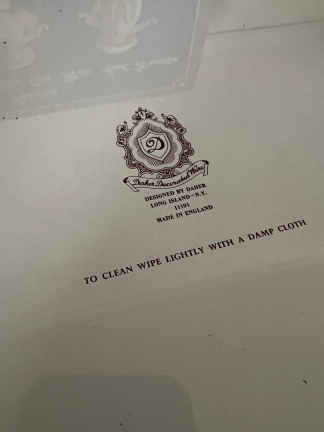 D
Daher Decorated Ware
DESIGNED BY DAHER
LONG ISLAND—N.Y.
11101
MADE IN ENGLAND
TO CLEAN WIPE LIGHTLY WITH A DAMP CLOTH